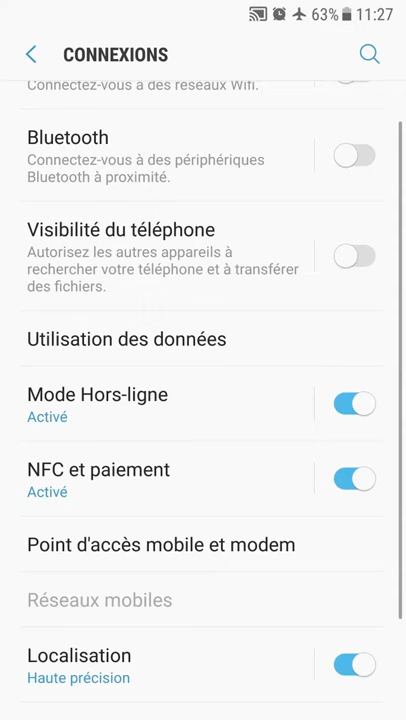 63% 11:27
CONNEXIONS
Connectez-vous à des réseaux Wifi.
Bluetooth
Connectez-vous à des périphériques
Bluetooth à proximité.
Visibilité du téléphone
Autorisez les autres appareils à
rechercher votre téléphone et à transférer
des fichiers.
Utilisation des données
Mode Hors-ligne
Activé
NFC et paiement
Activé
Point d'accès mobile et modem
Réseaux mobiles
Localisation
Haute précision